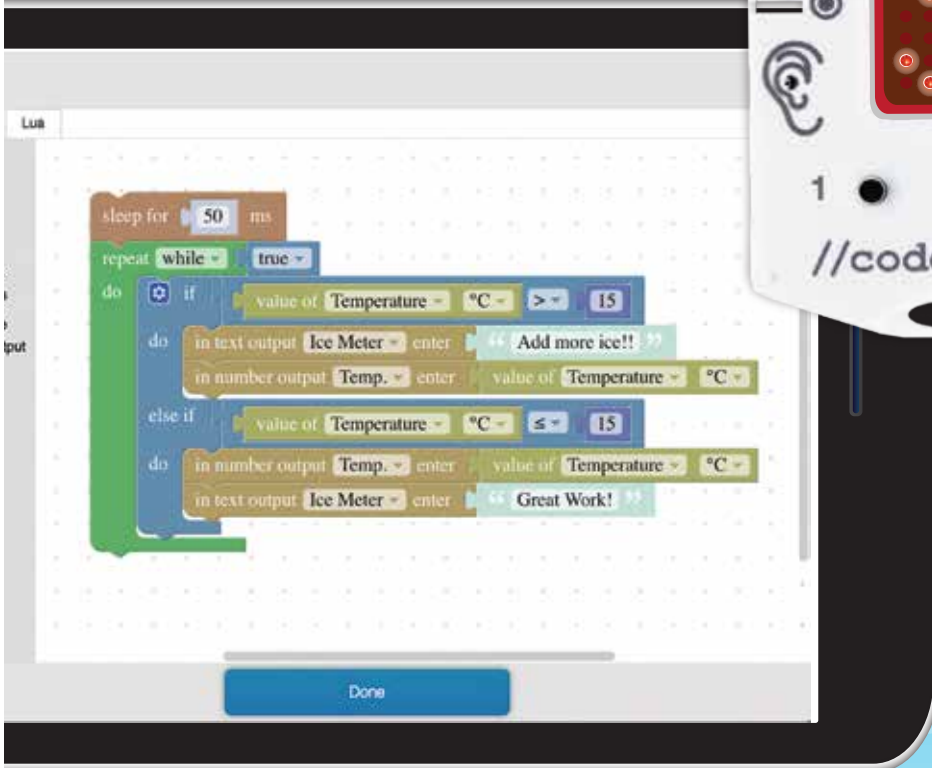 Lua
sleep for 50 ms
repeat while true
do if value of Temperature °C > 15
do in text output Ice Meter enter “ Add more ice!! ”
in number output Temp. enter value of Temperature °C
else if value of Temperature °C ≤ 15
do in number output Temp. enter value of Temperature °C
in text output Ice Meter enter “ Great Work! ”
Done
1
//code